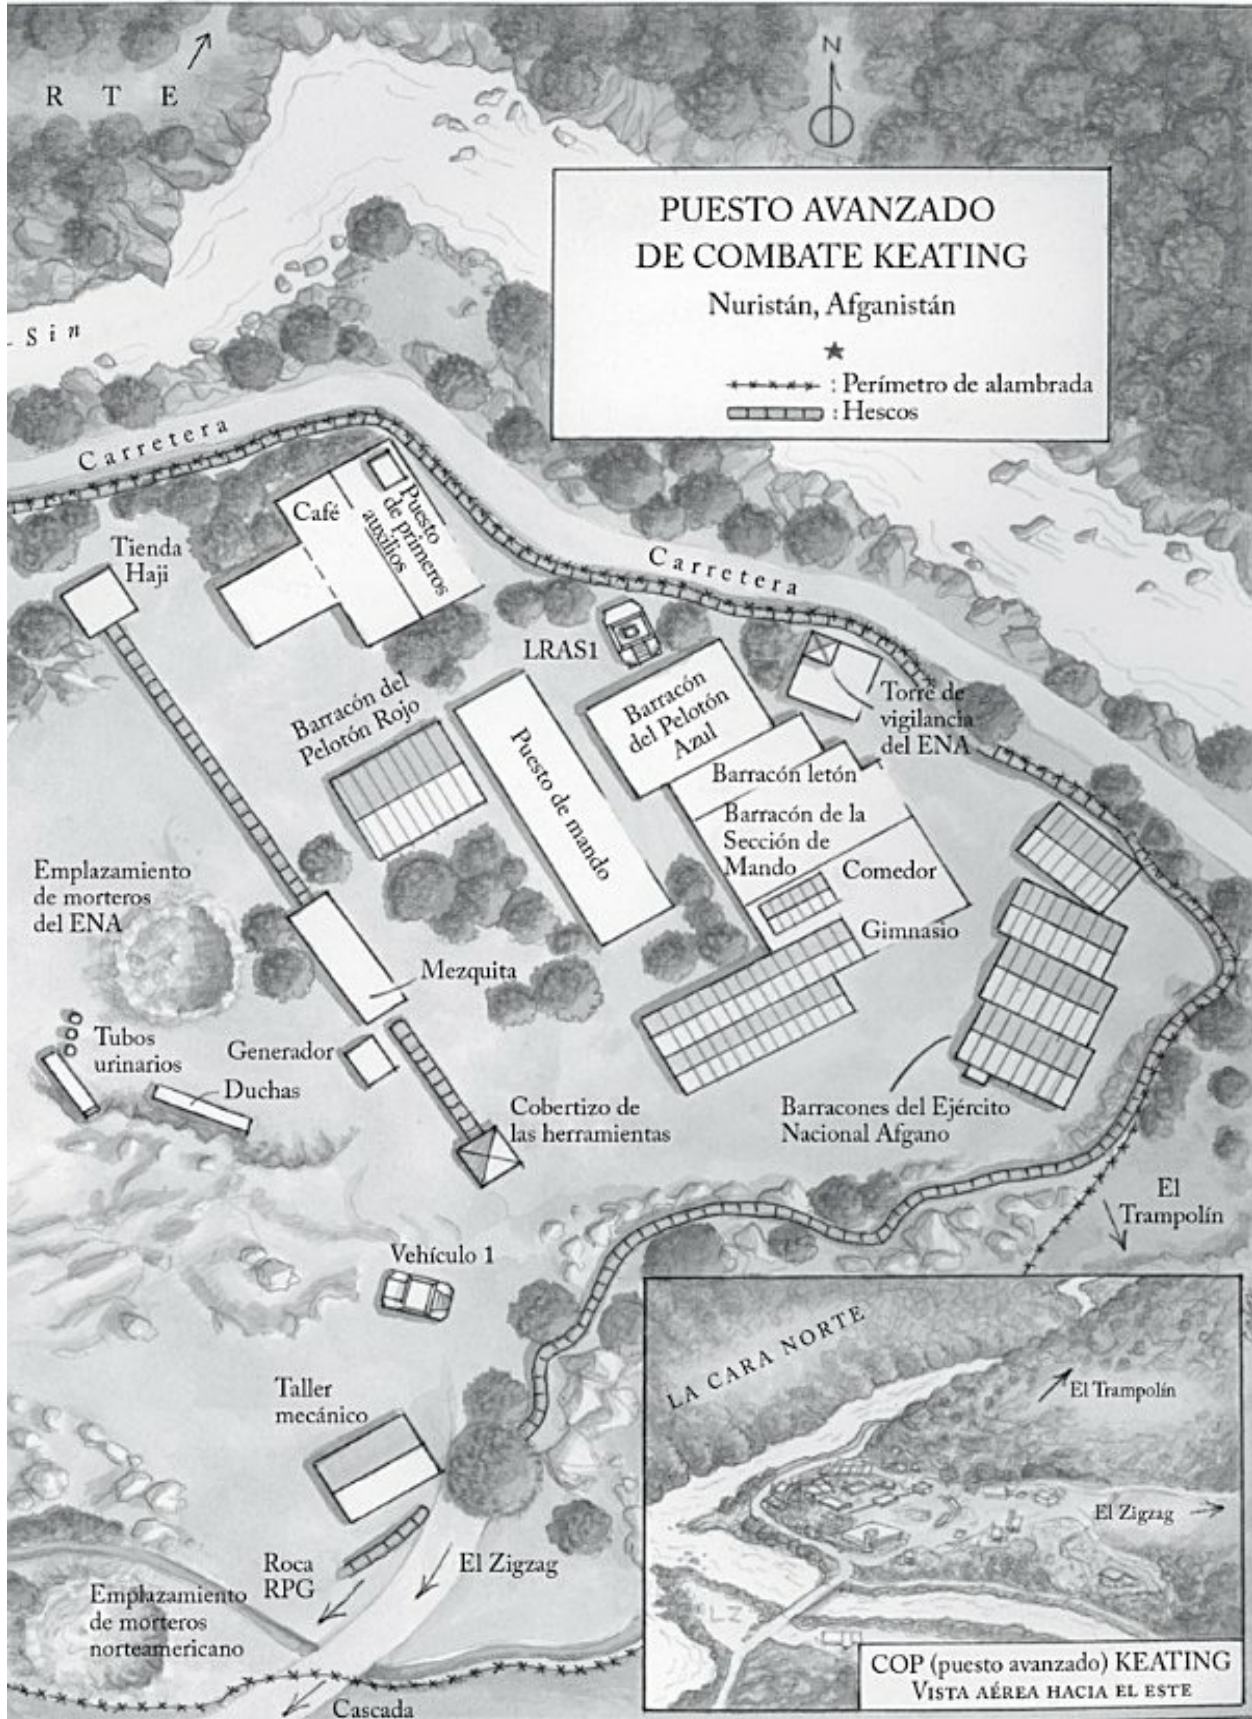 R T E
N
PUESTO AVANZADO
DE COMBATE KEATING
Nuristán, Afganistán
: Perímetro de alambrada
: Hescos
-Sin
Carretera
Café
Puesto
de primeros
auxilios
Tienda
Haji
Carretera
LRAS1
Barracón del
Pelotón Rojo
Barracón
del Pelotón
Azul
Torre de
vigilancia
del ENA
Puesto de mando
Barracón letón
Barracón de la
Sección de
Mando
Comedor
Gimnasio
Emplazamiento
de morteros
del ENA
Mezquita
Tubos
urinarios
Generador
Duchas
Cobertizo de
las herramientas
Barracones del Ejército
Nacional Afgano
El
Trampolín
Vehículo 1
LA CARA NORTE
El Trampolín
Taller
mecánico
El Zigzag
Roca
RPG
El Zigzag
Emplazamiento
de morteros
norteamericano
LZ
COP (puesto avanzado) KEATING
VISTA AÉREA HACIA EL ESTE
Cascada